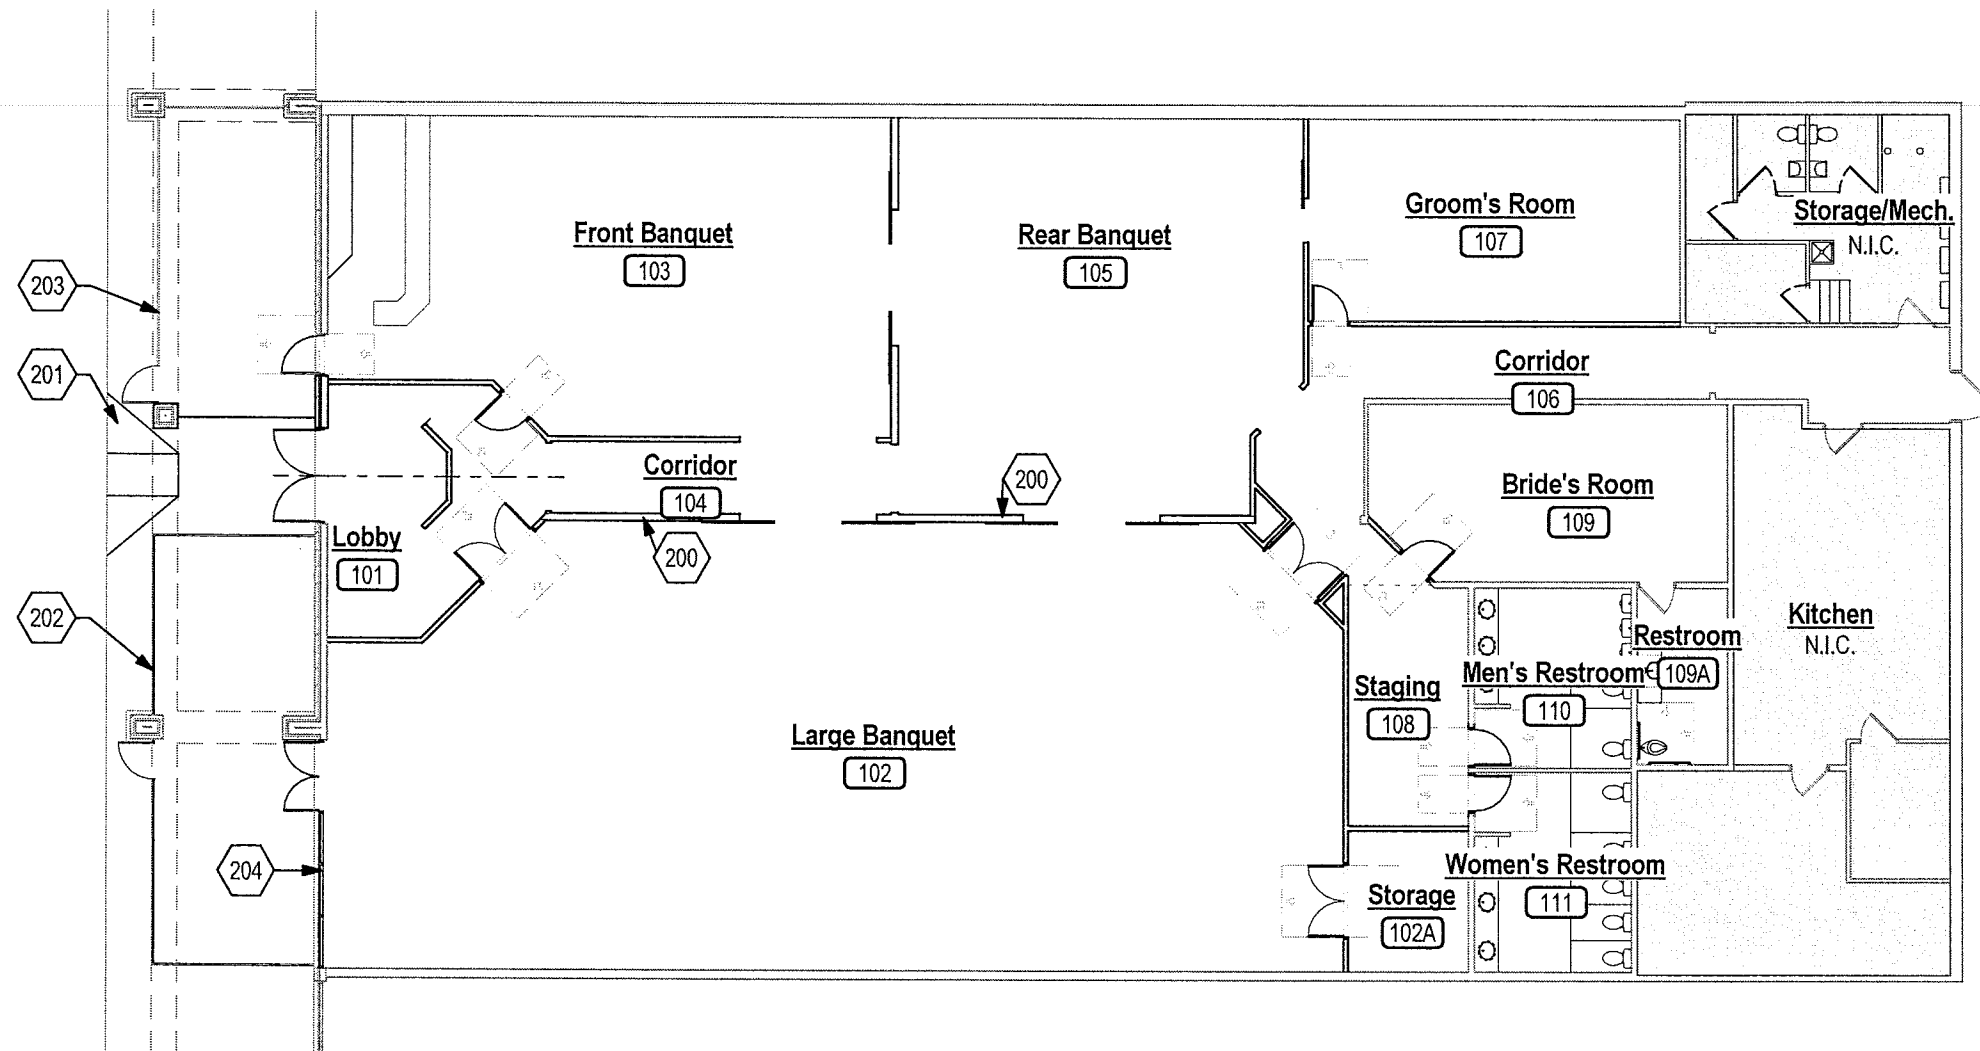 Front Banquet
103
Rear Banquet
105
Groom's Room
107
Storage/Mech.
N.I.C.
203
201
Corridor
106
Corridor
104
200
Bride's Room
109
Lobby
101
200
202
Kitchen
N.I.C.
Restroom
109A
Men's Restroom
110
Staging
108
Large Banquet
102
204
Women's Restroom
111
Storage
102A